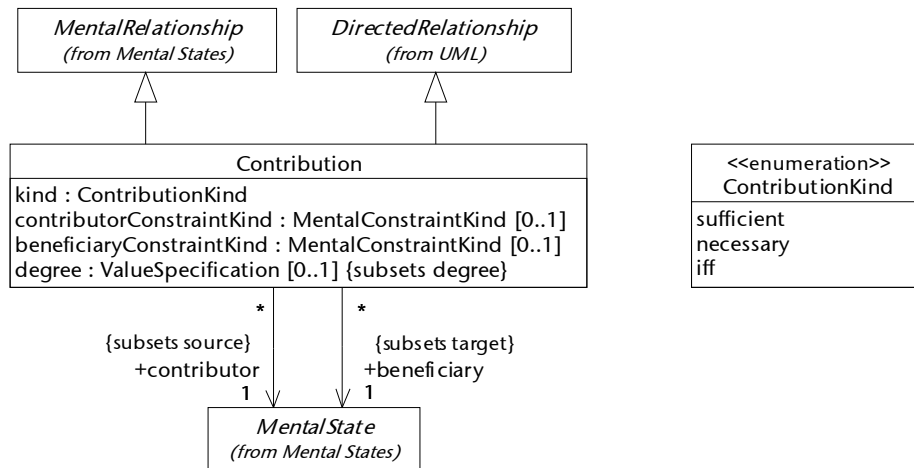 MentalRelationship
(from Mental States)
DirectedRelationship
(from UML)
Contribution
kind : ContributionKind
contributorConstraintKind : MentalConstraintKind [0..1]
beneficiaryConstraintKind : MentalConstraintKind [0..1]
degree : ValueSpecification [0..1] {subsets degree}
<<enumeration>>
ContributionKind
sufficient
necessary
iff
* *
{subsets source} {subsets target}
+contributor +beneficiary
1 1
MentalState
(from Mental States)